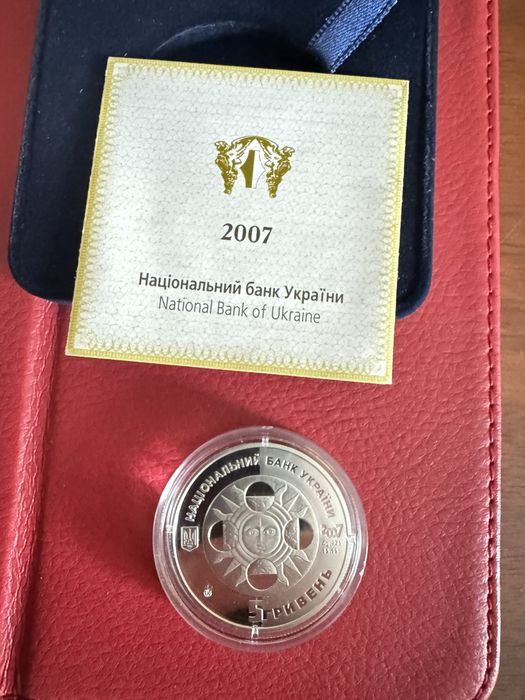 2007
Національний банк України
National Bank of Ukraine
НАЦІОНАЛЬНИЙ БАНК УКРАЇНИ
2007
5 ГРИВЕНЬ